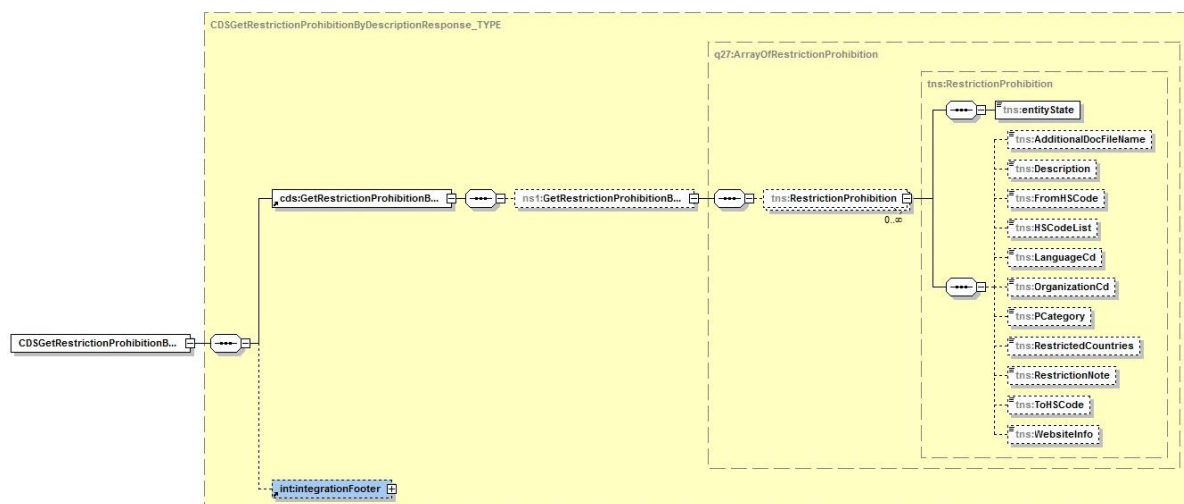 CDSGetRestrictionProhibitionByDescriptionResponse_TYPE
q27:ArrayOfRestrictionProhibition
tns:RestrictionProhibition
tns:entityState
tns:AdditionalDocFileName
tns:Description
cds:GetRestrictionProhibitionB...
ns1:GetRestrictionProhibitionB...
tns:RestrictionProhibition
tns:FromHSCode
0..∞
tns:HSCodeList
tns:LanguageCd
tns:OrganizationCd
tns:PCategory
CDSGetRestrictionProhibitionB...
tns:RestrictedCountries
tns:RestrictionNote
tns:ToHSCode
tns:WebsiteInfo
int:integrationFooter